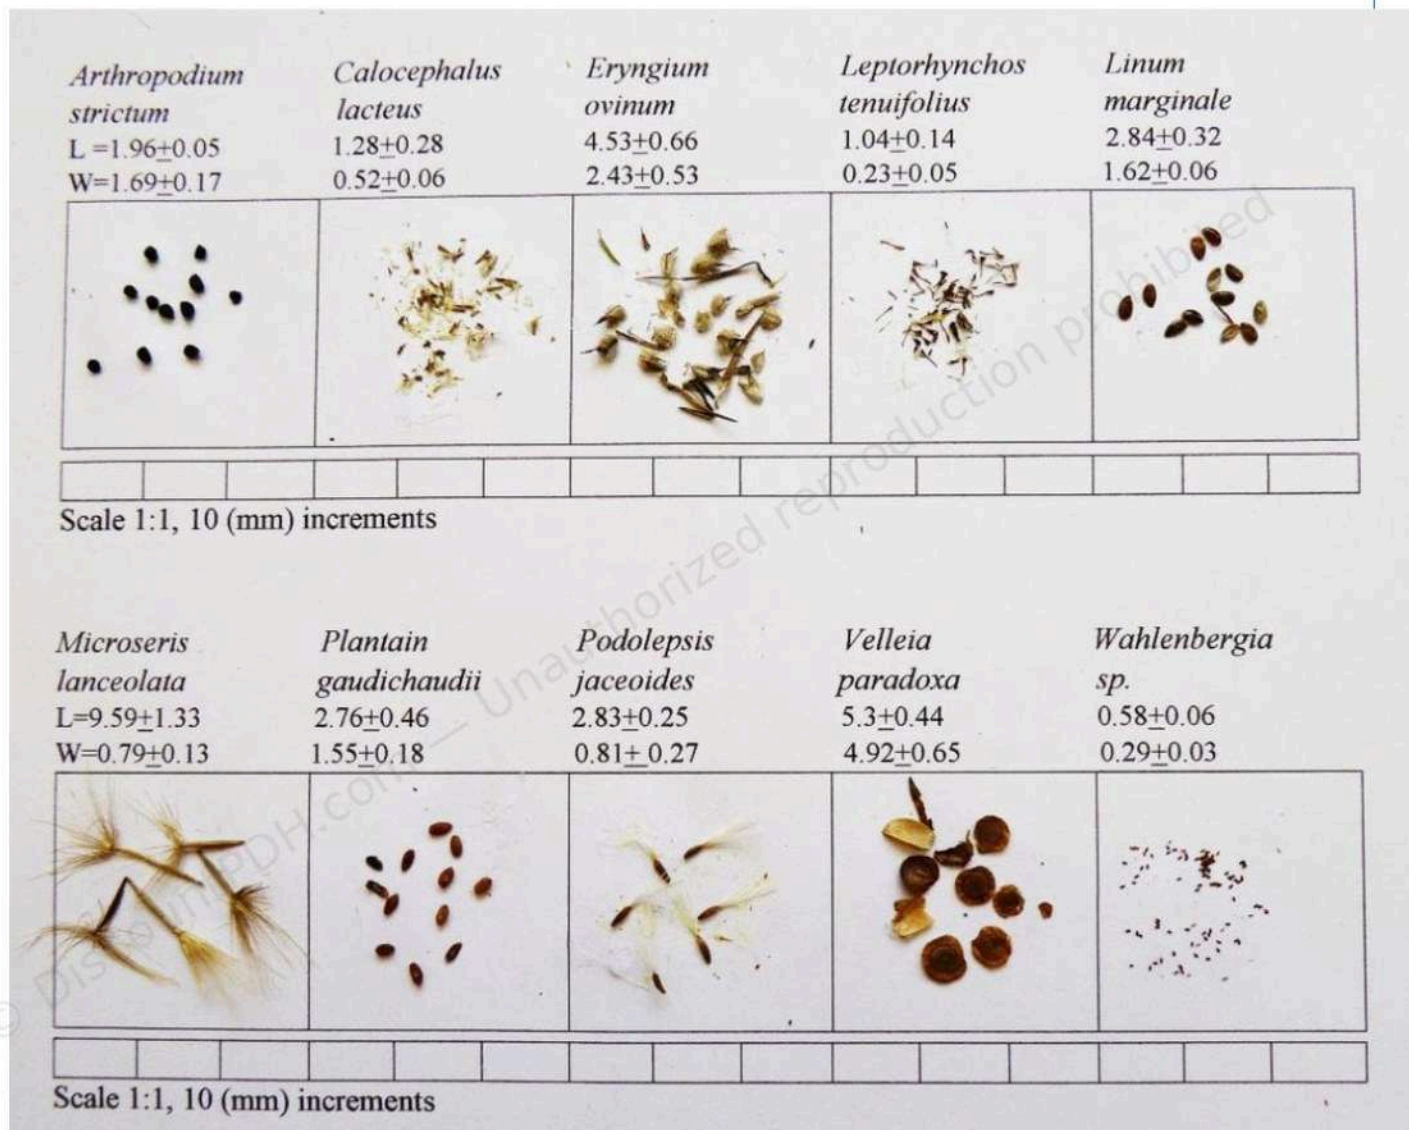 Arthropodium strictum
L =1.96±0.05
W=1.69±0.17
Calocephalus lacteus
1.28±0.28
0.52±0.06
Eryngium ovinum
4.53±0.66
2.43±0.53
Leptorhynchos tenuifolius
1.04±0.14
0.23±0.05
Linum marginale
2.84±0.32
1.62±0.06
Scale 1:1, 10 (mm) increments
Microseris lanceolata
L=9.59±1.33
W=0.79±0.13
Plantain gaudichaudii
2.76±0.46
1.55±0.18
Podolepsis jaceoides
2.83±0.25
0.81± 0.27
Velleia paradoxa
5.3±0.44
4.92±0.65
Wahlenbergia sp.
0.58±0.06
0.29±0.03
Scale 1:1, 10 (mm) increments